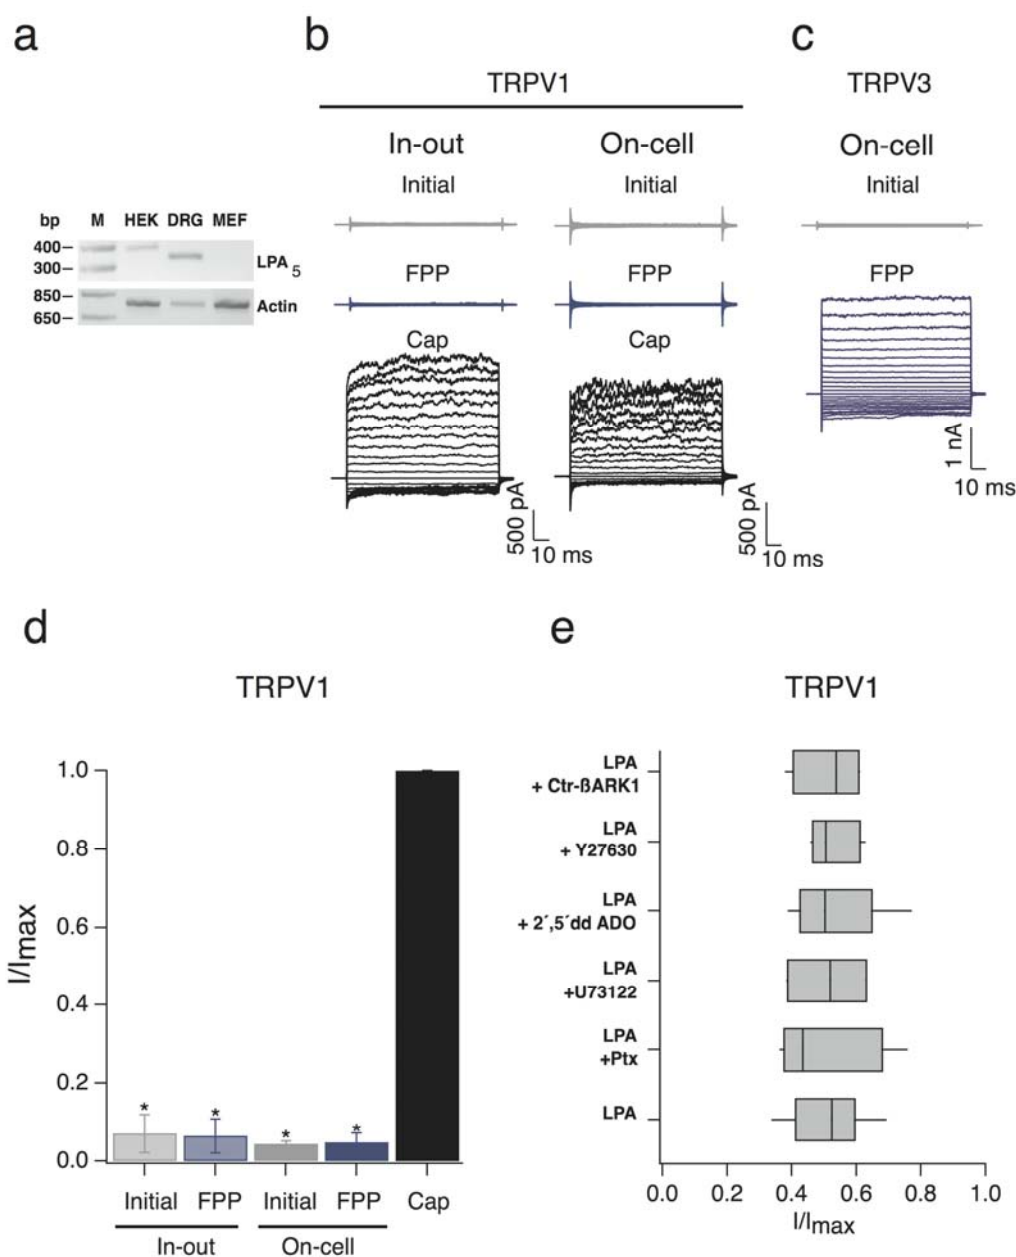 a
bp M HEK DRG MEF
400
300
LPA 5
850
650
Actin
b
TRPV1
In-out On-cell
Initial Initial
FPP FPP
Cap Cap
500 pA
10 ms
500 pA
10 ms
c
TRPV3
On-cell
Initial
FPP
1 nA
10 ms
d
TRPV1
I/Imax
1.0
0.8
0.6
0.4
0.2
0.0
* * * *
Initial FPP Initial FPP Cap
In-out On-cell
e
TRPV1
LPA
+ Ctr-ßARK1
LPA
+ Y27630
LPA
+ 2´,5´dd ADO
LPA
+U73122
LPA
+Ptx
LPA
0.0 0.2 0.4 0.6 0.8 1.0
I/Imax